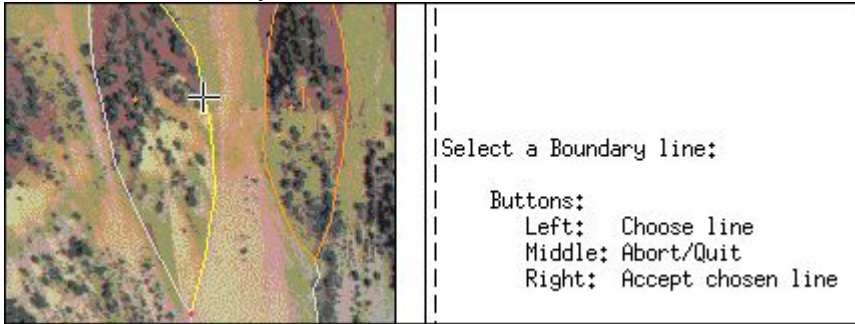 Select a Boundary line:
Buttons:
Left: Choose line
Middle: Abort/Quit
Right: Accept chosen line